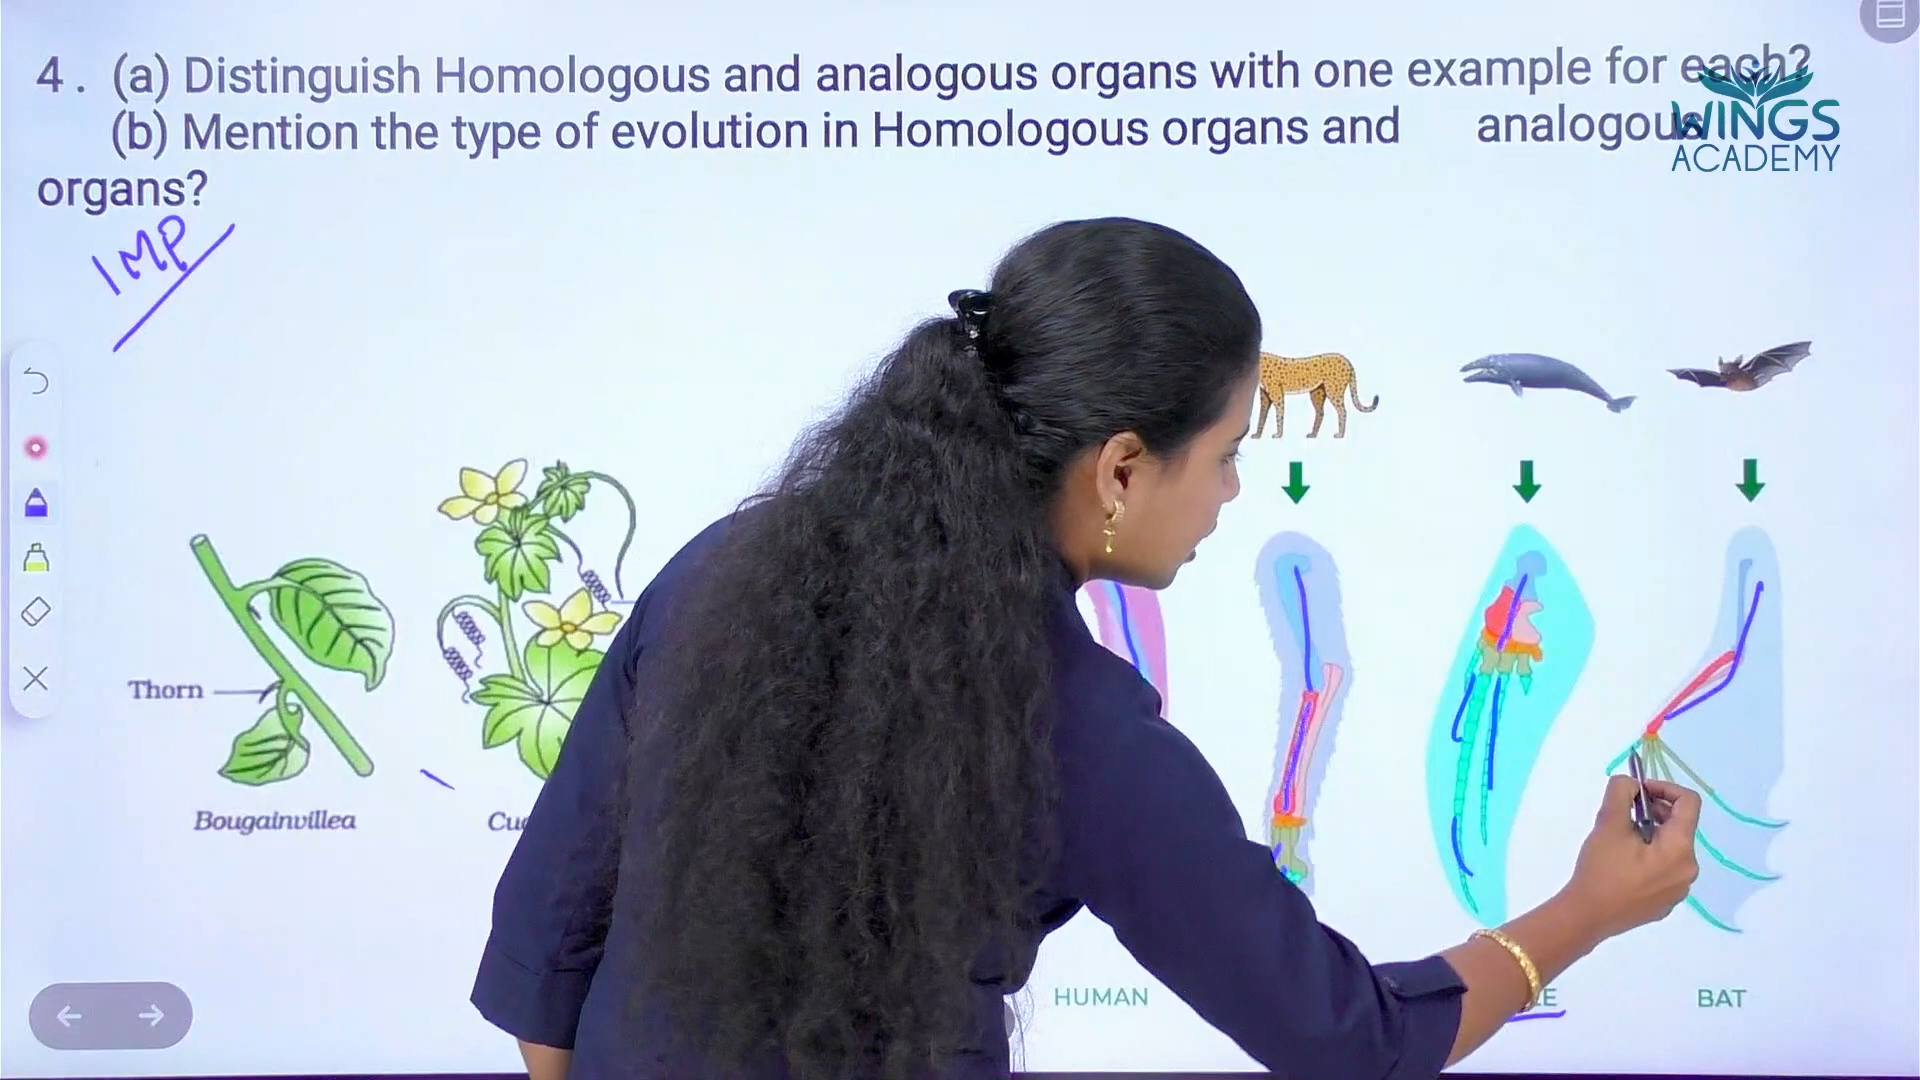 4. (a) Distinguish Homologous and analogous organs with one example for each?
WINGS
ACADEMY
(b) Mention the type of evolution in Homologous organs and analogous
organs?
IMP
Thorn
Bougainvillea
HUMAN
BAT